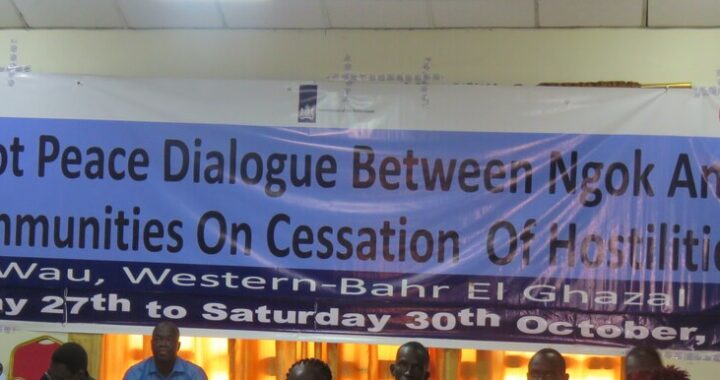 ot Peace Dialogue Between Ngok An
mmunities On Cessation Of Hostilitie
Wau, Western-Bahr El Ghazal
ay 27th to Saturday 30th October,